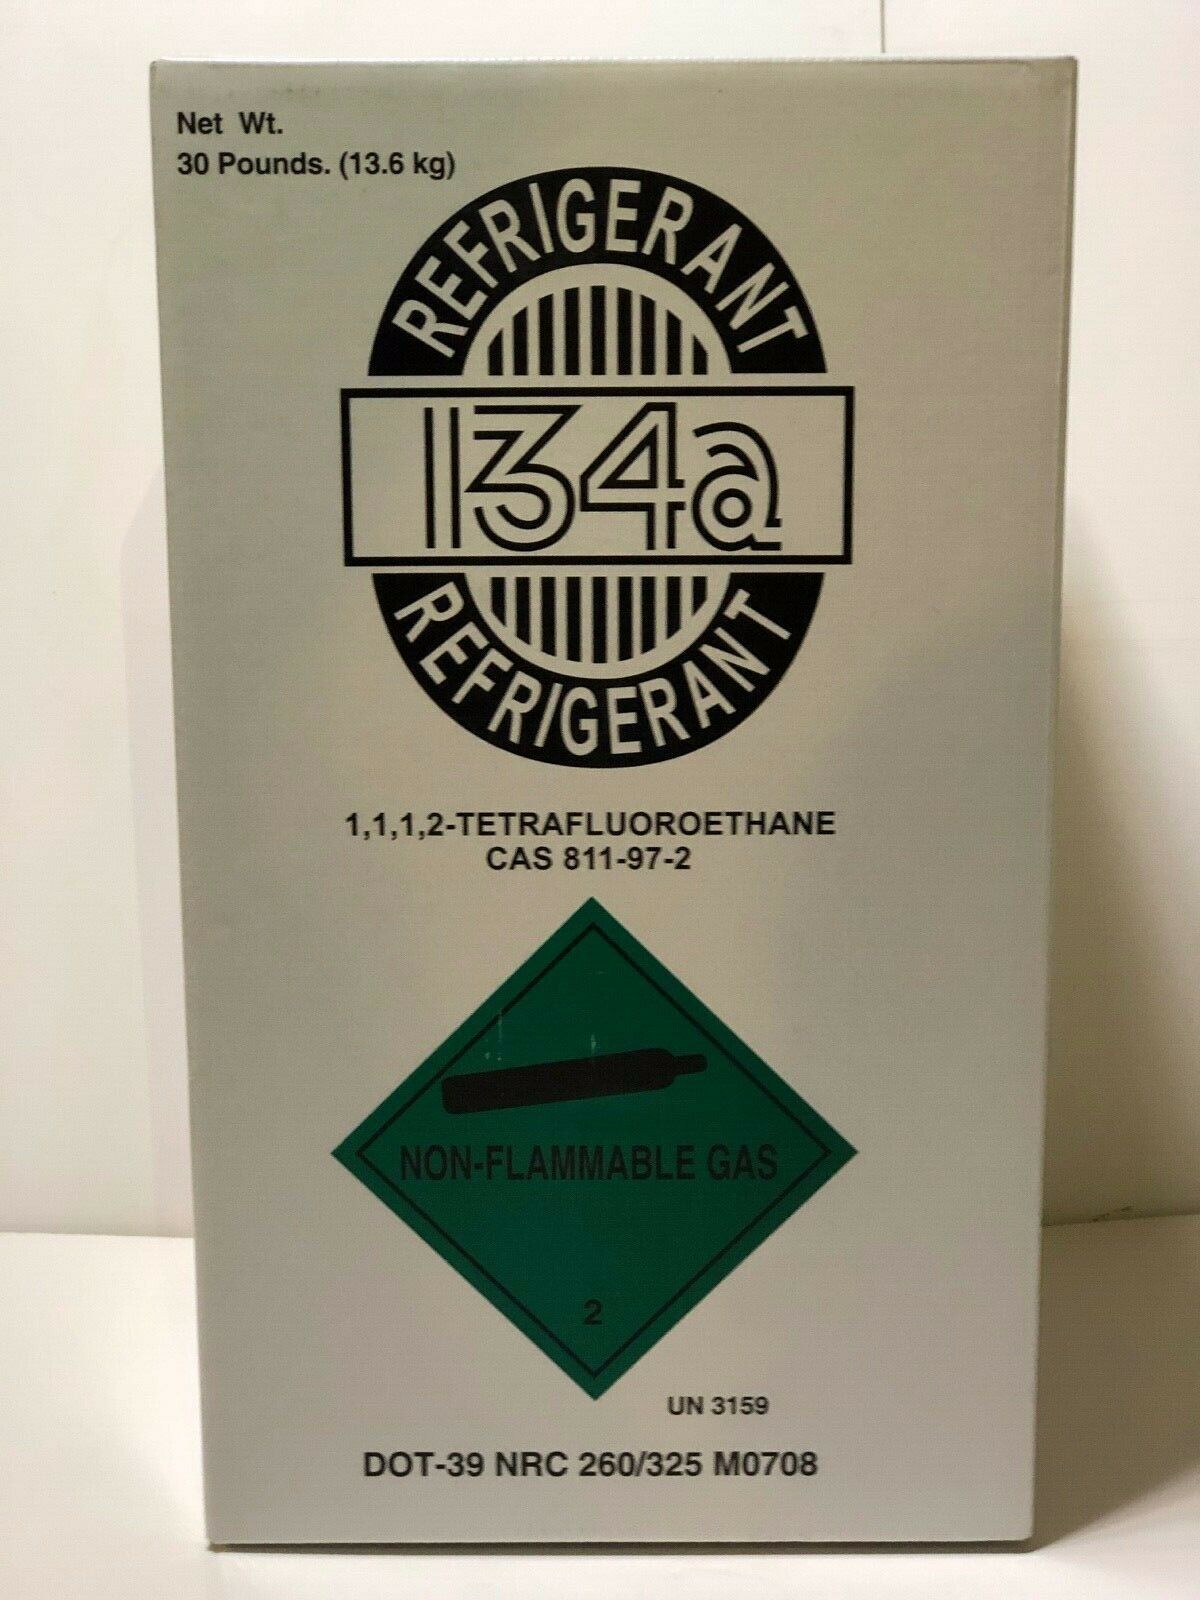 Net Wt.
30 Pounds. (13.6 kg)
REFRIGERANT
134a
REFRIGERANT
1,1,1,2-TETRAFLUOROETHANE
CAS 811-97-2
NON-FLAMMABLE GAS
2
UN 3159
DOT-39 NRC 260/325 M0708